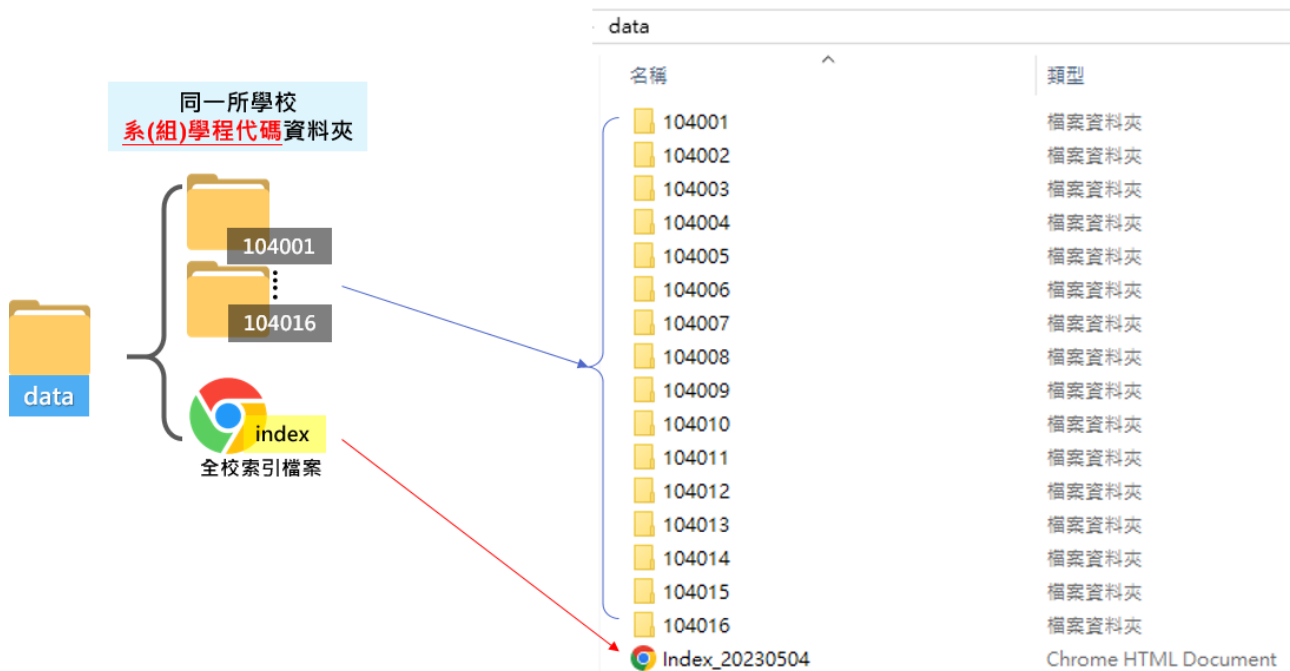 同一所學校
系(組)學程代碼資料夾
104001
104016
data
index
全校索引檔案
data
名稱 類型
104001 檔案資料夾
104002 檔案資料夾
104003 檔案資料夾
104004 檔案資料夾
104005 檔案資料夾
104006 檔案資料夾
104007 檔案資料夾
104008 檔案資料夾
104009 檔案資料夾
104010 檔案資料夾
104011 檔案資料夾
104012 檔案資料夾
104013 檔案資料夾
104014 檔案資料夾
104015 檔案資料夾
104016 檔案資料夾
Index_20230504 Chrome HTML Document